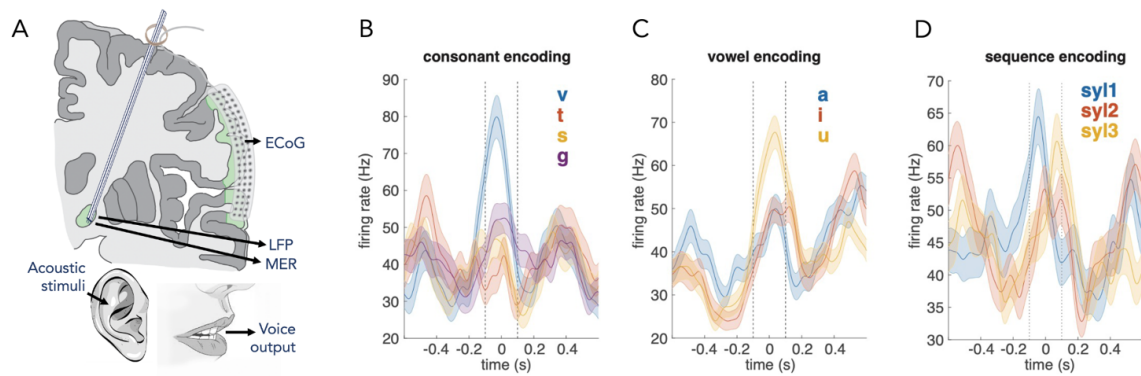 A
ECoG
LFP
MER
Acoustic
stimuli
Voice
output
B
consonant encoding
firing rate (Hz)
90
80
70
60
50
40
30
20
v
t
s
g
-0.4 -0.2 0 0.2 0.4
time (s)
C
vowel encoding
firing rate (Hz)
80
70
60
50
40
30
20
a
i
u
-0.4 -0.2 0 0.2 0.4
time (s)
D
sequence encoding
firing rate (Hz)
70
65
60
55
50
45
40
35
30
syl1
syl2
syl3
-0.4 -0.2 0 0.2 0.4
time (s)